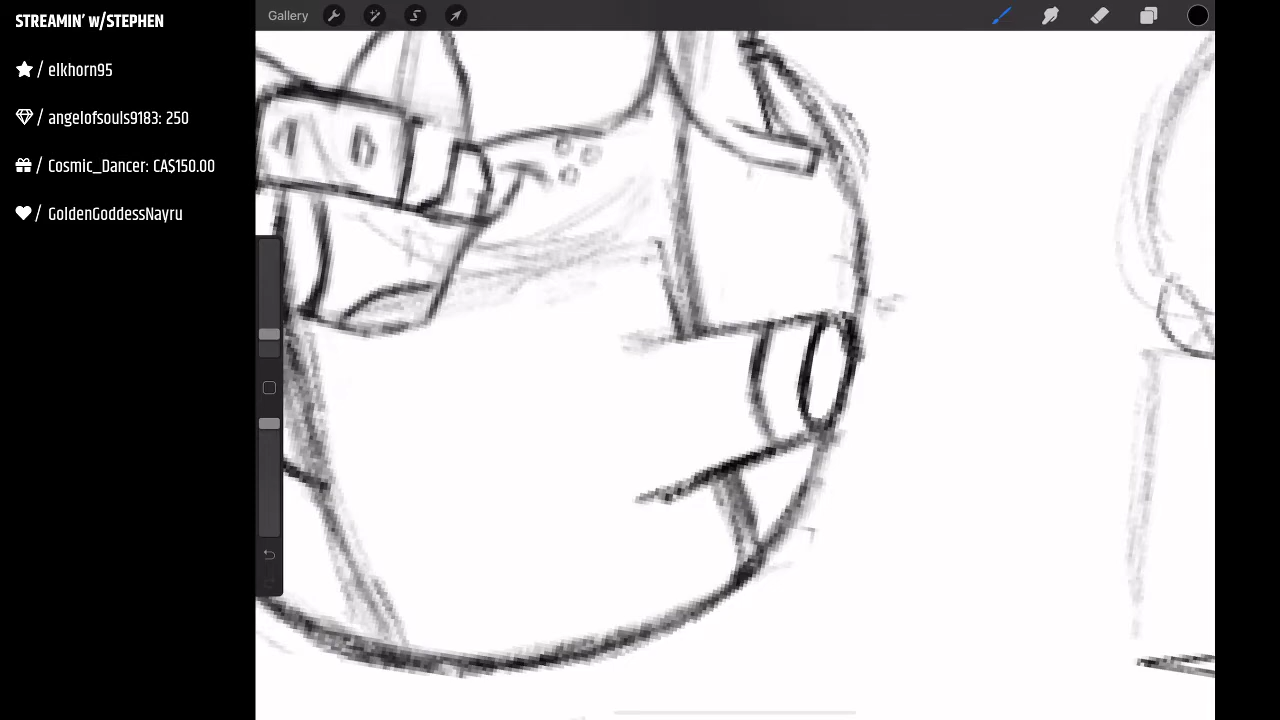 STREAMIN' w/STEPHEN
/ elkhorn95
/ angelofsouls9183: 250
/ Cosmic_Dancer: CA$150.00
/ GoldenGoddessNayru
Gallery